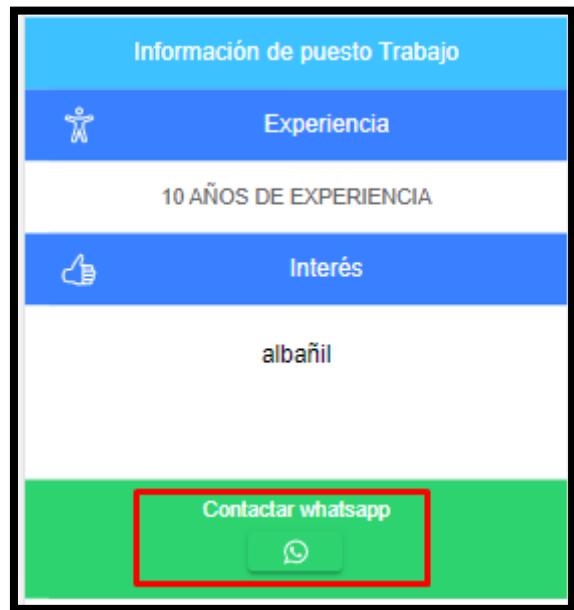 Información de puesto Trabajo
Experiencia
10 AÑOS DE EXPERIENCIA
Interés
albañil
Contactar whatsapp